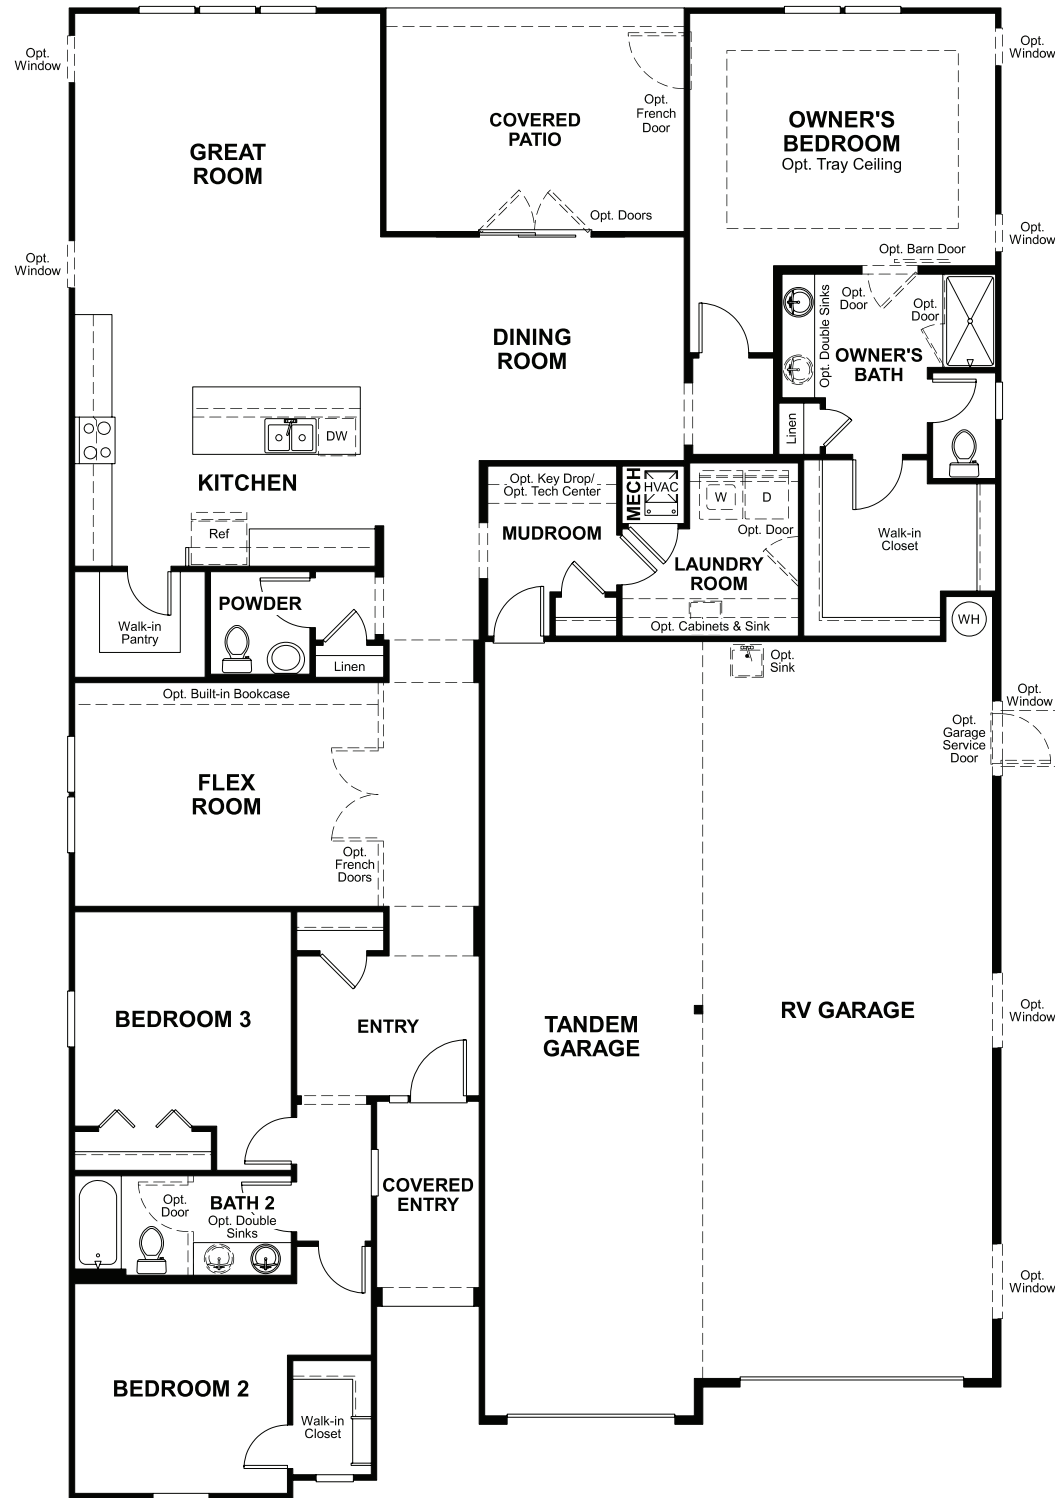 Opt.
Window
GREAT
ROOM
COVERED
PATIO
Opt.
French
Door
Opt. Doors
OWNER'S
BEDROOM
Opt. Tray Ceiling
Opt.
Window
Opt.
Window
Opt.
Window
Opt. Barn Door
Opt.
Door
Opt.
Door
Opt. Double Sinks
OWNER'S
BATH
Linen
DINING
ROOM
DW
KITCHEN
Ref
Opt. Key Drop/
Opt. Tech Center
MUDROOM
MECH
HVAC
W
D
Opt. Door
LAUNDRY
ROOM
Opt. Cabinets & Sink
Walk-in
Closet
WH
Walk-in
Pantry
POWDER
Linen
Opt.
Sink
Opt. Built-in Bookcase
FLEX
ROOM
Opt.
French
Doors
Opt.
Window
Opt.
Garage
Service
Door
BEDROOM 3
ENTRY
TANDEM
GARAGE
RV GARAGE
Opt.
Window
Opt.
Door
BATH 2
Opt. Double
Sinks
COVERED
ENTRY
Opt.
Window
BEDROOM 2
Walk-in
Closet